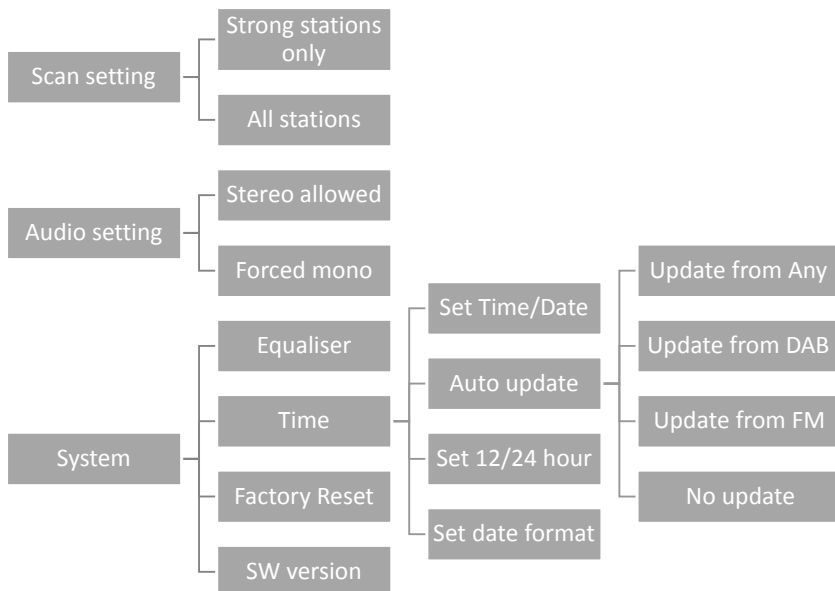 Scan setting
Strong stations
only
All stations
Audio setting
Stereo allowed
Forced mono
System
Equaliser
Time
Factory Reset
SW version
Set Time/Date
Auto update
Set 12/24 hour
Set date format
Update from Any
Update from DAB
Update from FM
No update